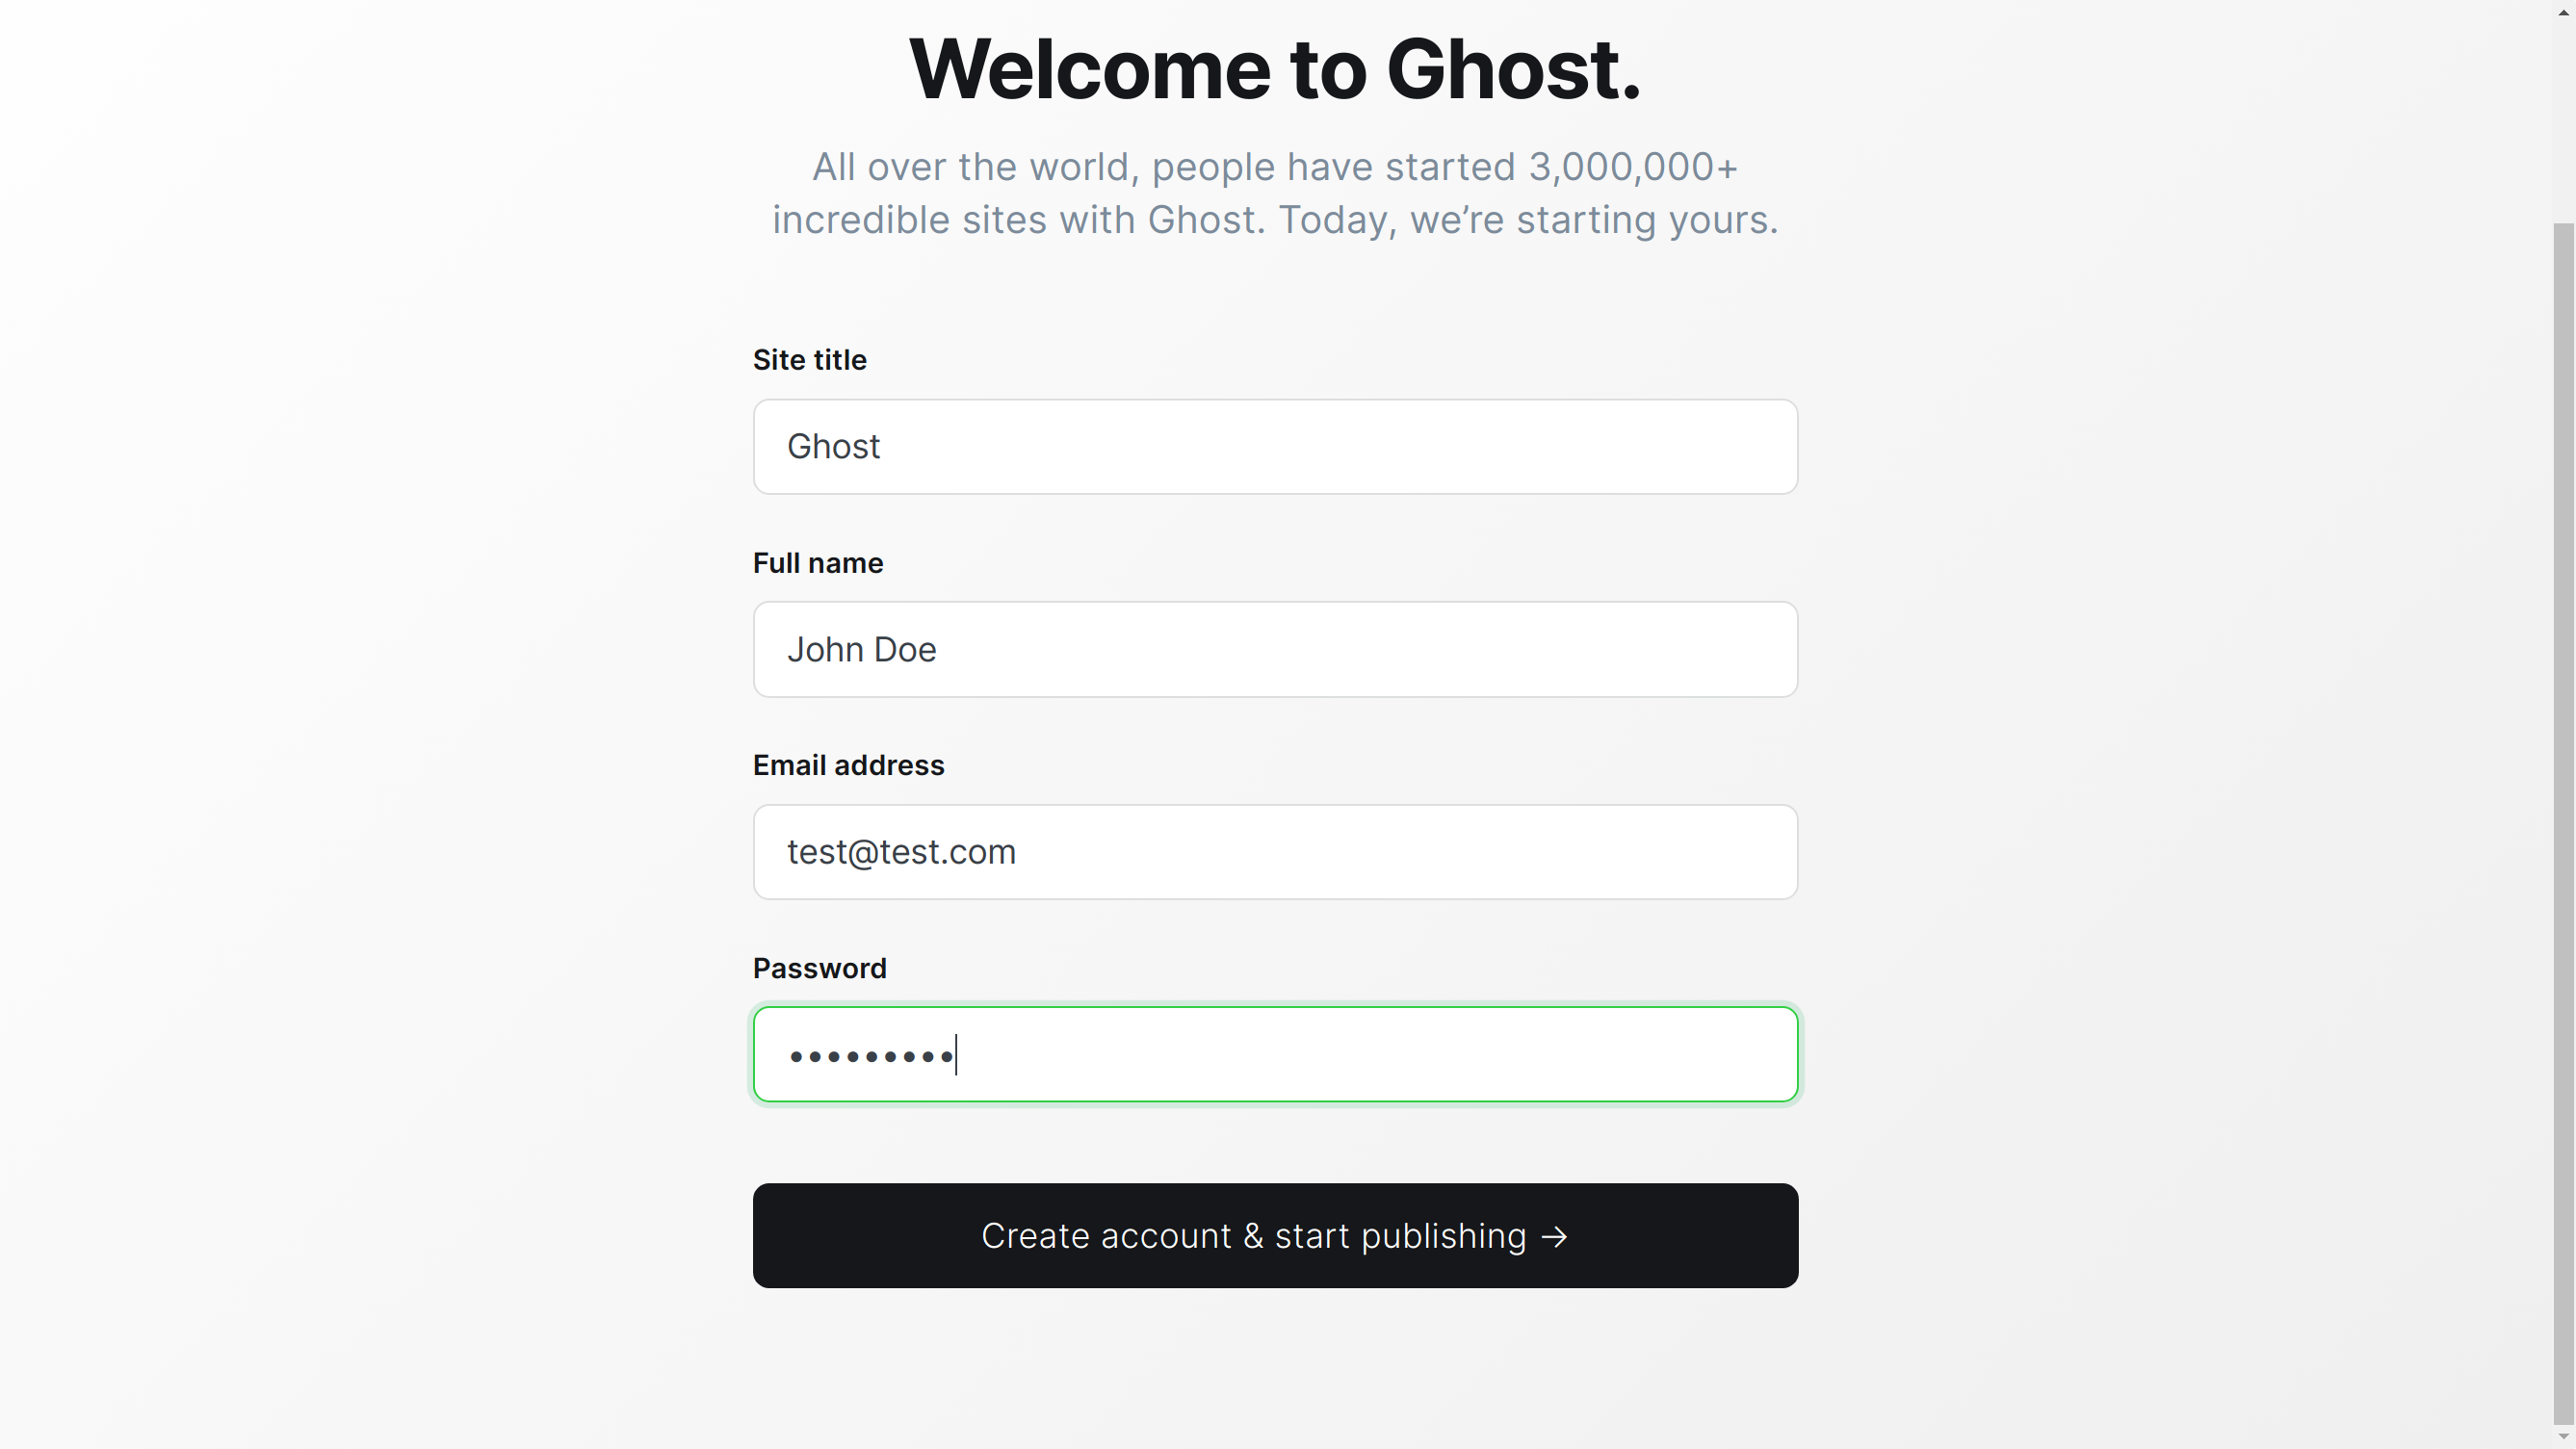 Welcome to Ghost.
All over the world, people have started 3,000,000+
incredible sites with Ghost. Today, we’re starting yours.
Site title
Ghost
Full name
John Doe
Email address
test@test.com
Password
•••••••••
Create account & start publishing →